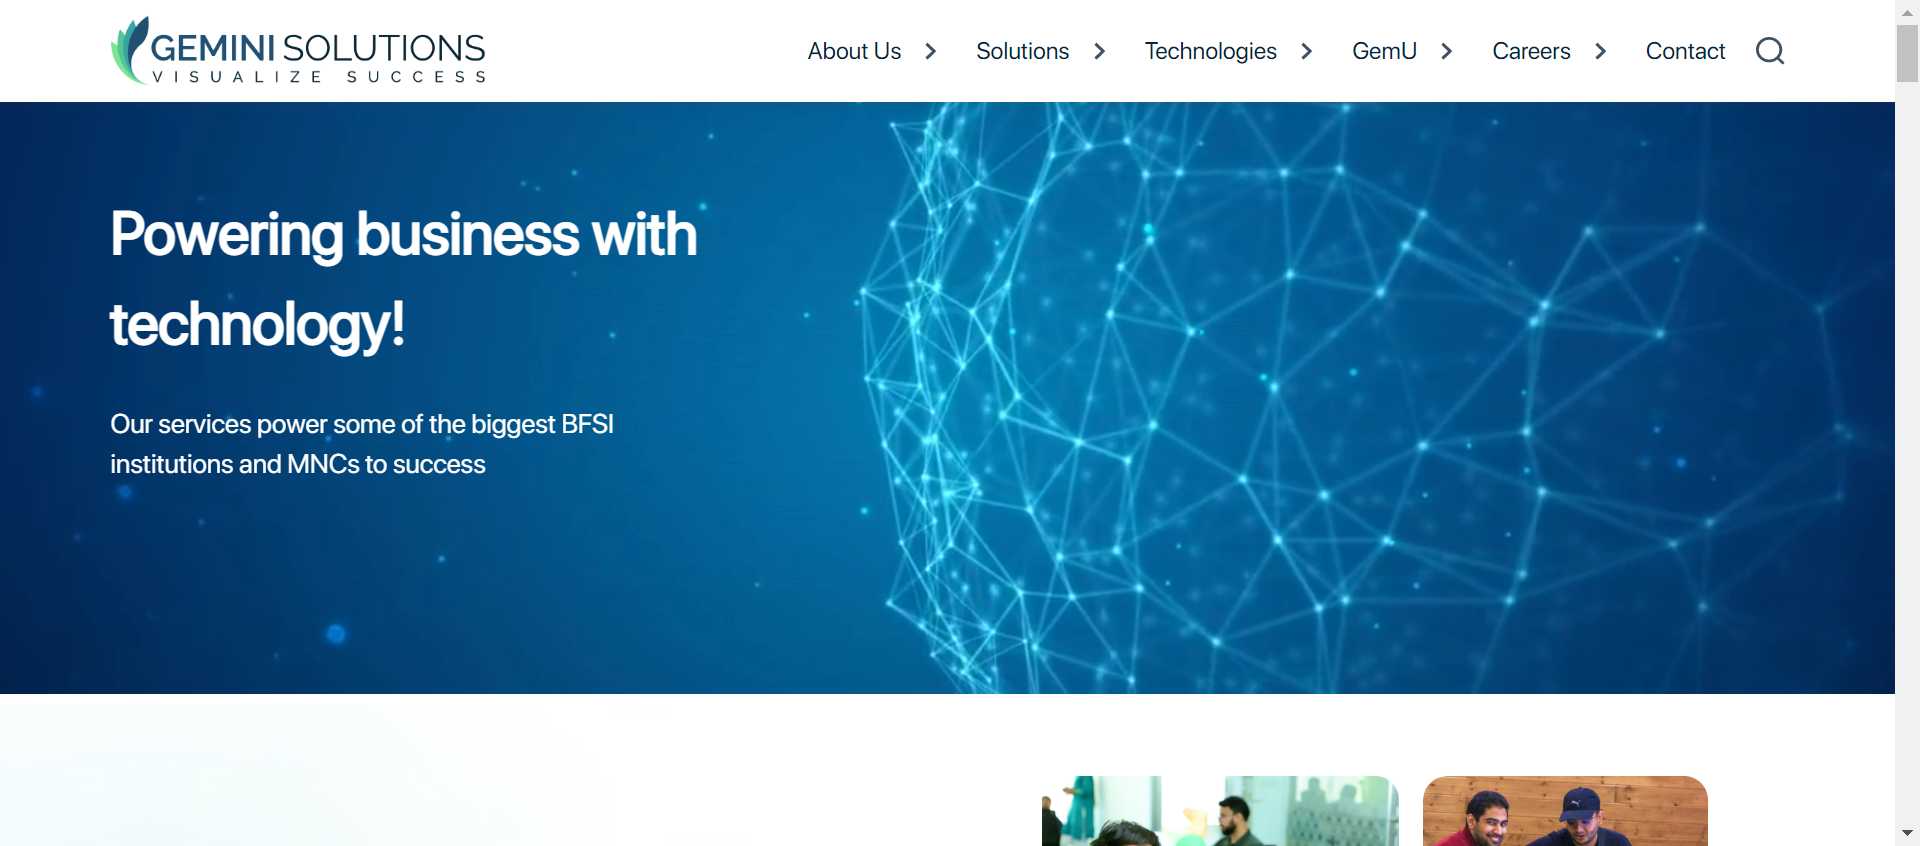 GEMINI SOLUTIONS
VISUALIZE SUCCESS
About Us
Solutions
Technologies
GemU
Careers
Contact
Powering business with
technology!
Our services power some of the biggest BFSI
institutions and MNCs to success